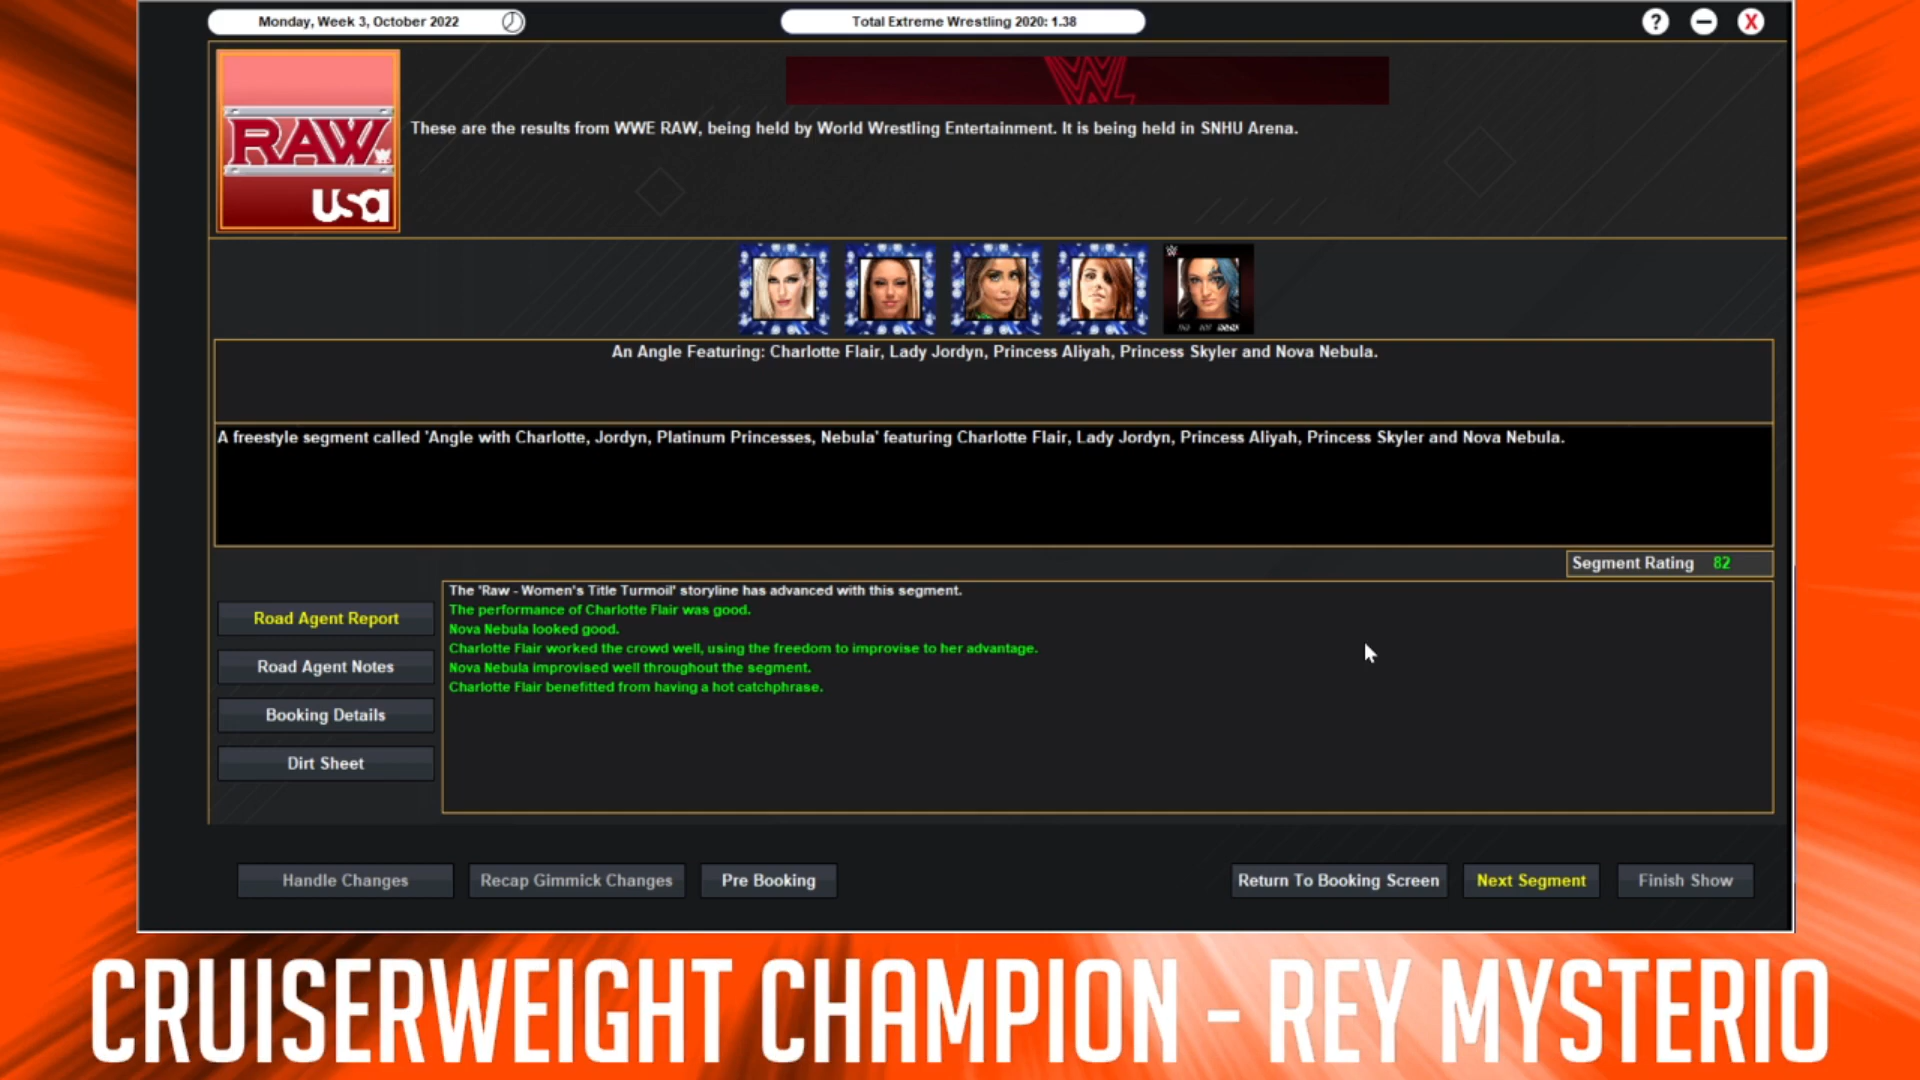 Monday, Week 3, October 2022
Total Extreme Wrestling 2020: 1.38
?
X
RAW
usa
These are the results from WWE RAW, being held by World Wrestling Entertainment. It is being held in SNHU Arena.
An Angle Featuring: Charlotte Flair, Lady Jordyn, Princess Aliyah, Princess Skyler and Nova Nebula.
A freestyle segment called 'Angle with Charlotte, Jordyn, Platinum Princesses, Nebula' featuring Charlotte Flair, Lady Jordyn, Princess Aliyah, Princess Skyler and Nova Nebula.
Segment Rating 82
Road Agent Report
Road Agent Notes
Booking Details
Dirt Sheet
The 'Raw - Women's Title Turmoil' storyline has advanced with this segment.
The performance of Charlotte Flair was good.
Nova Nebula looked good.
Charlotte Flair worked the crowd well, using the freedom to improvise to her advantage.
Nova Nebula improvised well throughout the segment.
Charlotte Flair benefitted from having a hot catchphrase.
Handle Changes
Recap Gimmick Changes
Pre Booking
Return To Booking Screen
Next Segment
Finish Show
CRUISERWEIGHT CHAMPION - REY MYSTERIO